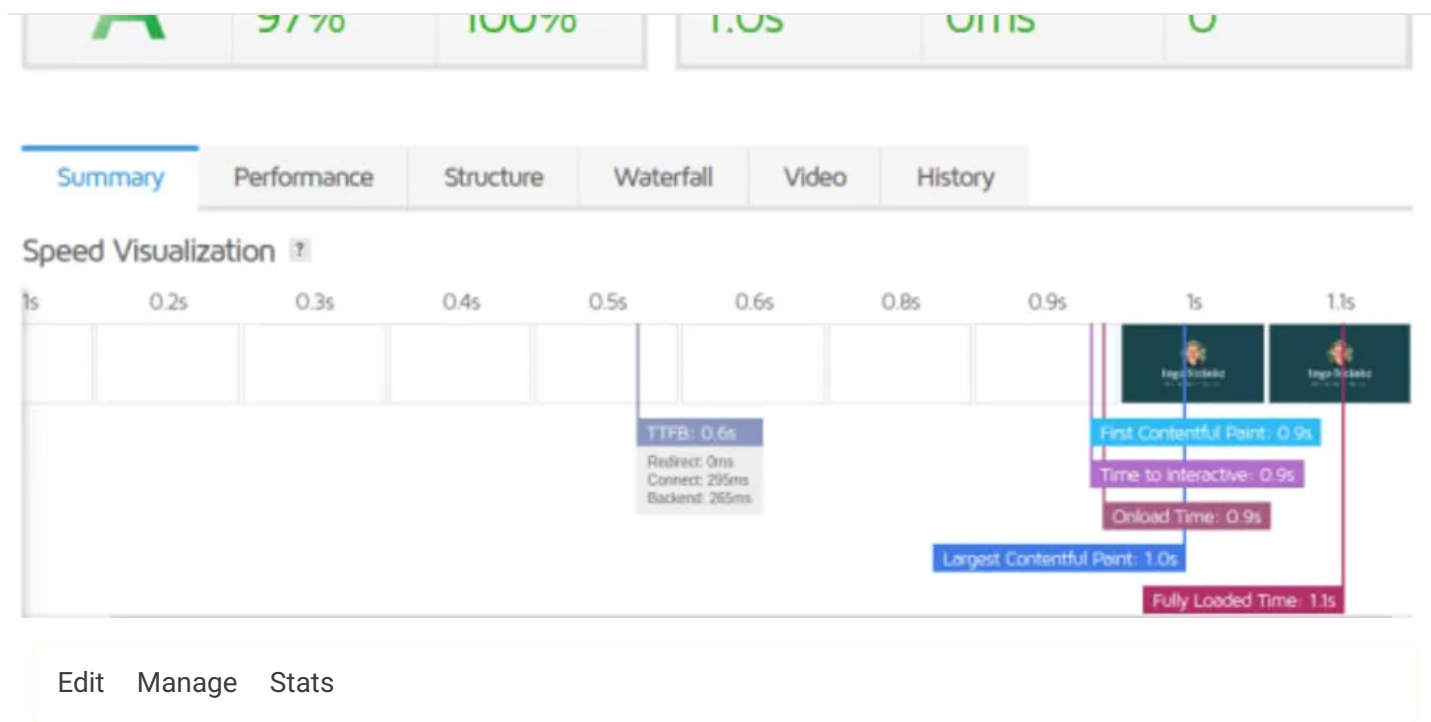 A 97% 100% 1.0s 0ms 0
Summary Performance Structure Waterfall Video History
Speed Visualization ?
1s 0.2s 0.3s 0.4s 0.5s 0.6s 0.8s 0.9s 1s 1.1s
TTFB: 0.6s
Redirect: 0ms
Connect: 295ms
Backend: 265ms
First Contentful Paint: 0.9s
Time to Interactive: 0.9s
Onload Time: 0.9s
Largest Contentful Paint: 1.0s
Fully Loaded Time: 1.1s
Edit Manage Stats